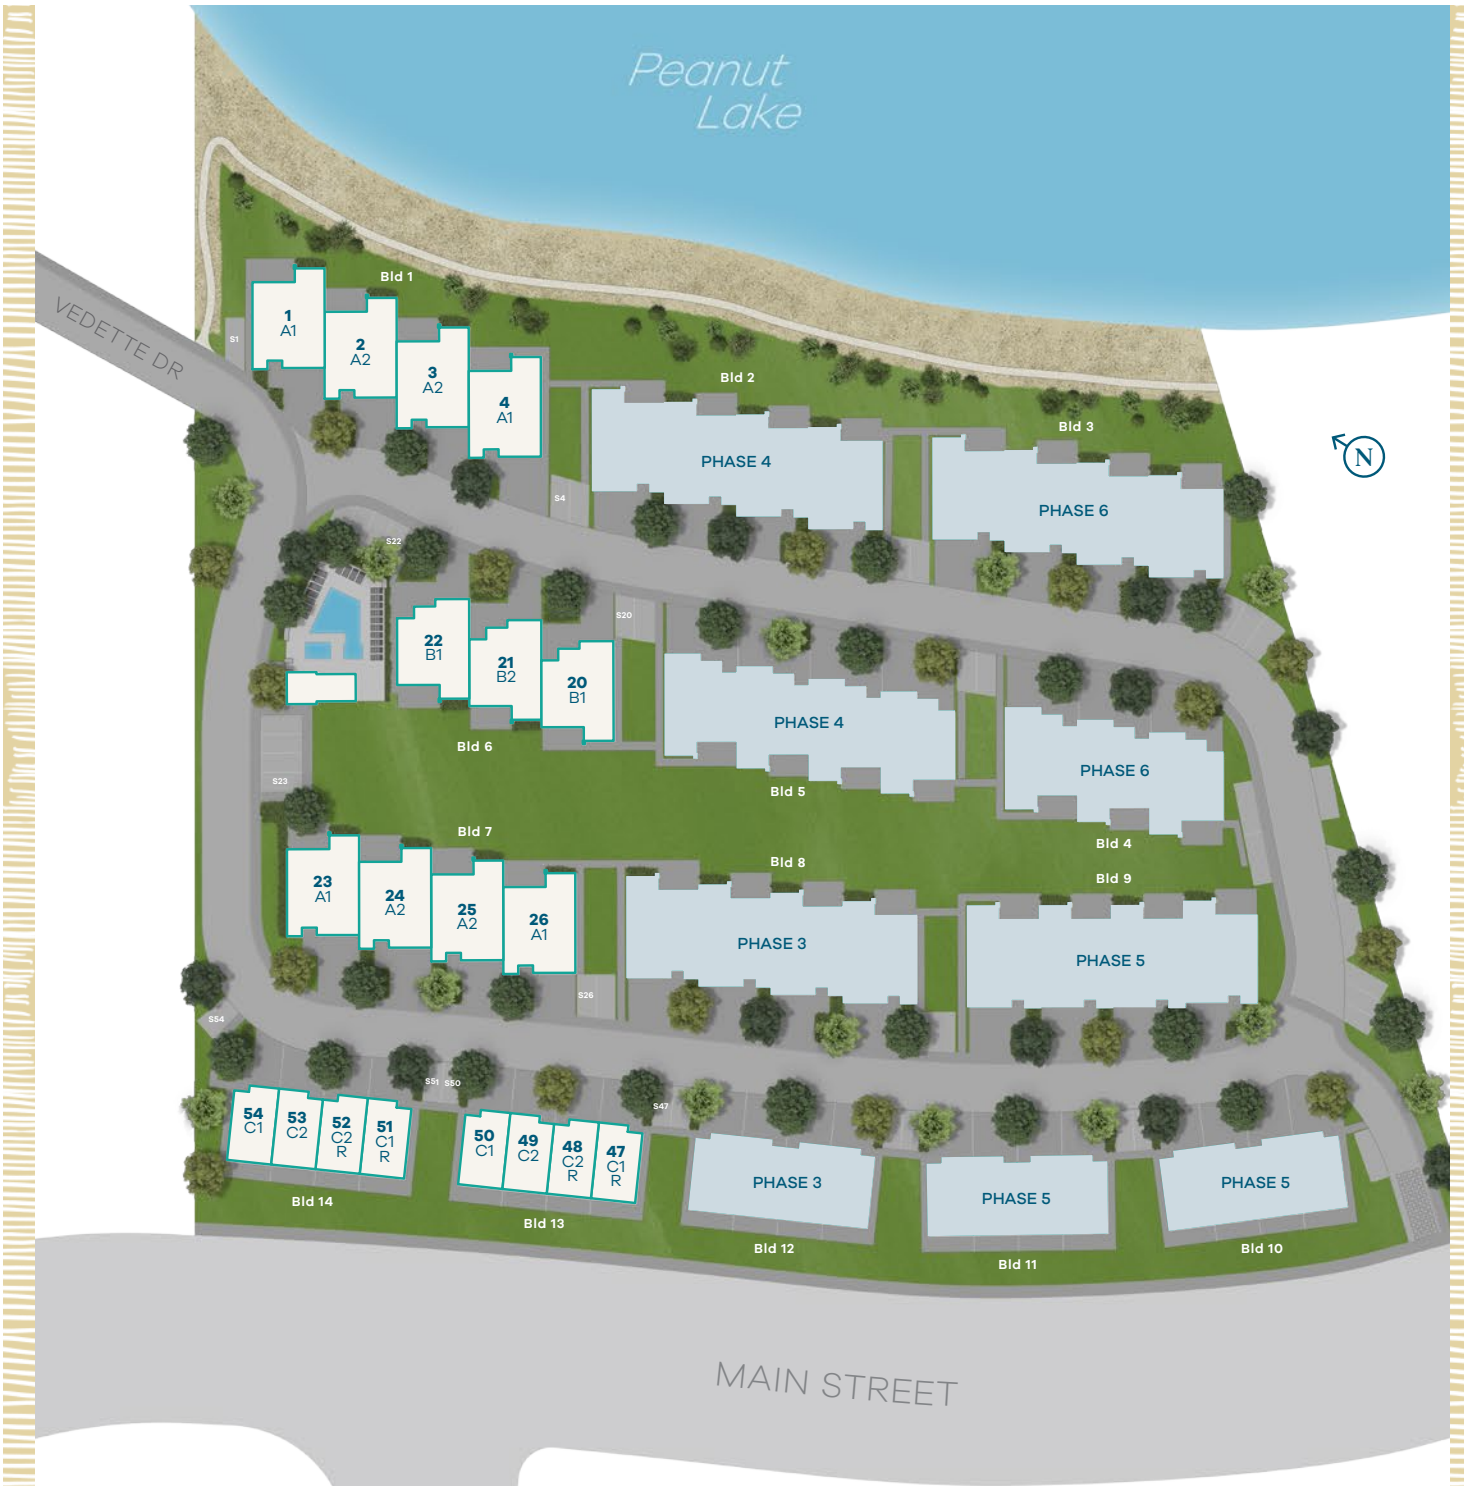 Peanut
Lake
VEDETTE DR
Bld 1
1
A1
2
A2
3
A2
4
A1
S1
S4
Bld 2
PHASE 4
Bld 3
PHASE 6
N
S22
S20
22
B1
21
B2
20
B1
Bld 6
PHASE 4
Bld 5
PHASE 6
Bld 4
S23
Bld 7
23
A1
24
A2
25
A2
26
A1
S26
Bld 8
PHASE 3
Bld 9
PHASE 5
S54
S51
S50
S47
54
C1
53
C2
52
C2
R
51
C1
R
Bld 14
50
C1
49
C2
48
C2
R
47
C1
R
Bld 13
PHASE 3
Bld 12
PHASE 5
Bld 11
PHASE 5
Bld 10
MAIN STREET